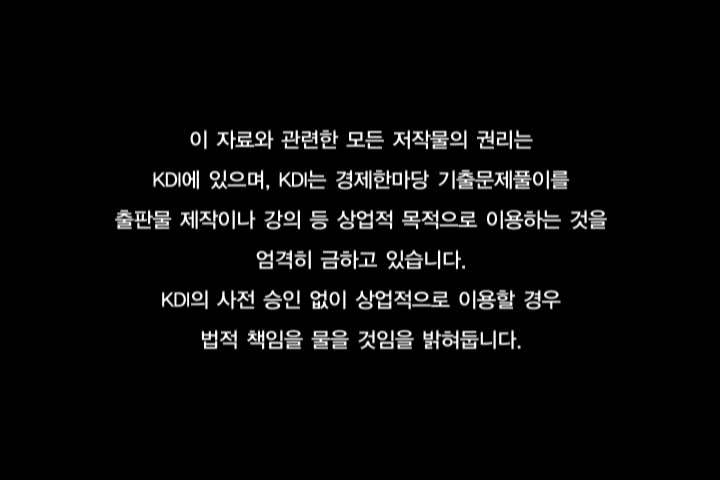 이 자료와 관련한 모든 저작물의 권리는
KDI에 있으며, KDI는 경제한마당 기출문제풀이를
출판물 제작이나 강의 등 상업적 목적으로 이용하는 것을
엄격히 금하고 있습니다.
KDI의 사전 승인 없이 상업적으로 이용할 경우
법적 책임을 물을 것임을 밝혀둡니다.